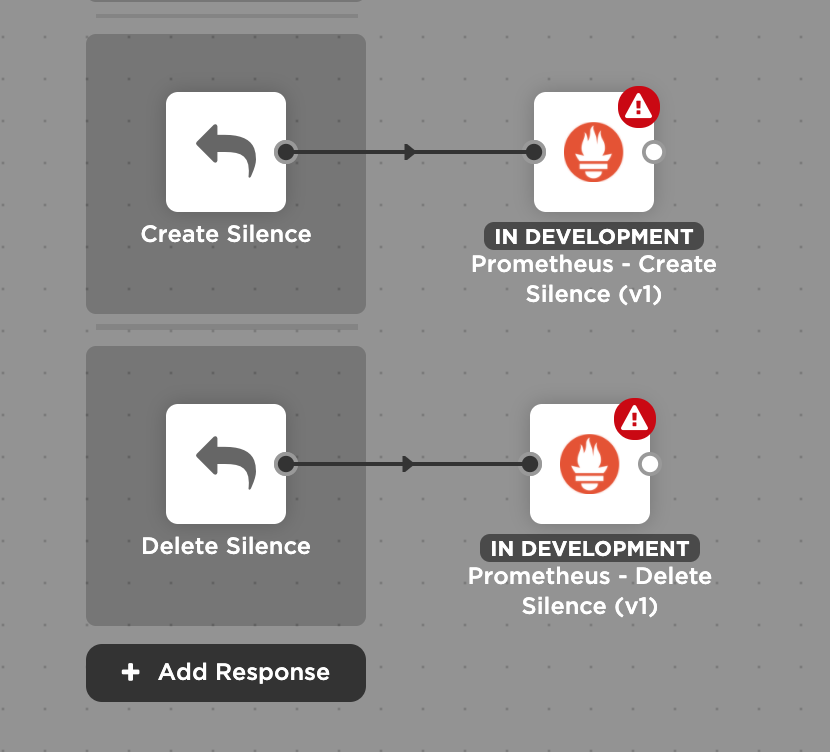 Create Silence
IN DEVELOPMENT
Prometheus - Create
Silence (v1)
Delete Silence
IN DEVELOPMENT
Prometheus - Delete
Silence (v1)
+ Add Response